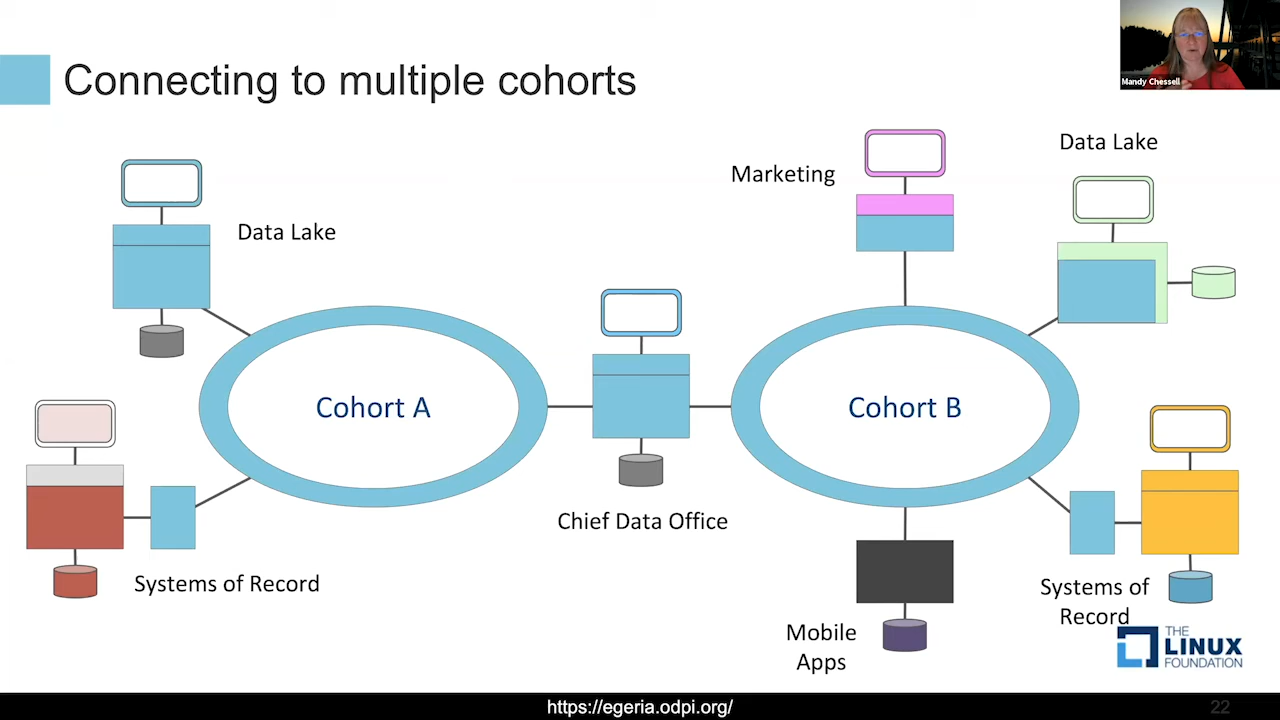 Connecting to multiple cohorts
Mandy Chessell
Marketing
Data Lake
Data Lake
Cohort A
Cohort B
Chief Data Office
Systems of Record
Systems of
Record
Mobile
Apps
THE
LINUX
FOUNDATION
https://egeria.odpi.org/
22